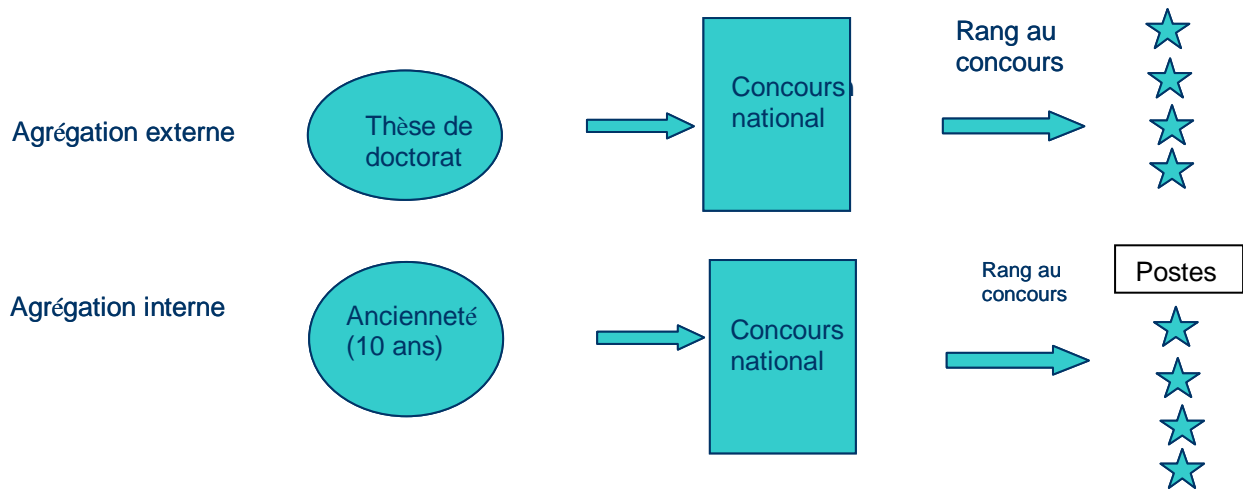 Rang au
concours
Agrégation externe
Thèse de
doctorat
Concours
national
Agrégation interne
Ancienneté
(10 ans)
Concours
national
Rang au
concours
Postes